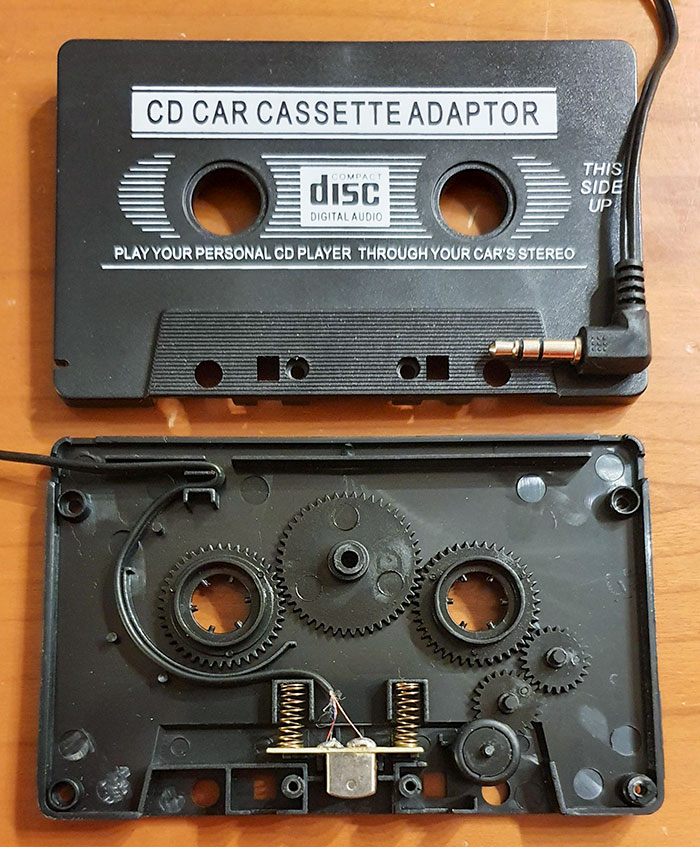 CD CAR CASSETTE ADAPTOR
COMPACT
disc
DIGITAL AUDIO
THIS
SIDE
UP
PLAY YOUR PERSONAL CD PLAYER THROUGH YOUR CAR'S STEREO